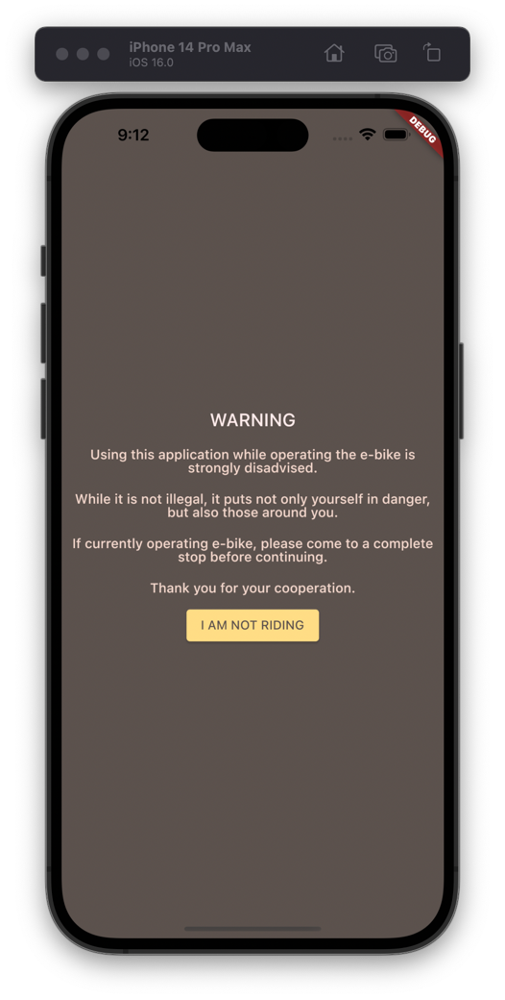 iPhone 14 Pro Max
iOS 16.0
9:12
DEBUG
WARNING
Using this application while operating the e-bike is
strongly disadvised.
While it is not illegal, it puts not only yourself in danger,
but also those around you.
If currently operating e-bike, please come to a complete
stop before continuing.
Thank you for your cooperation.
I AM NOT RIDING